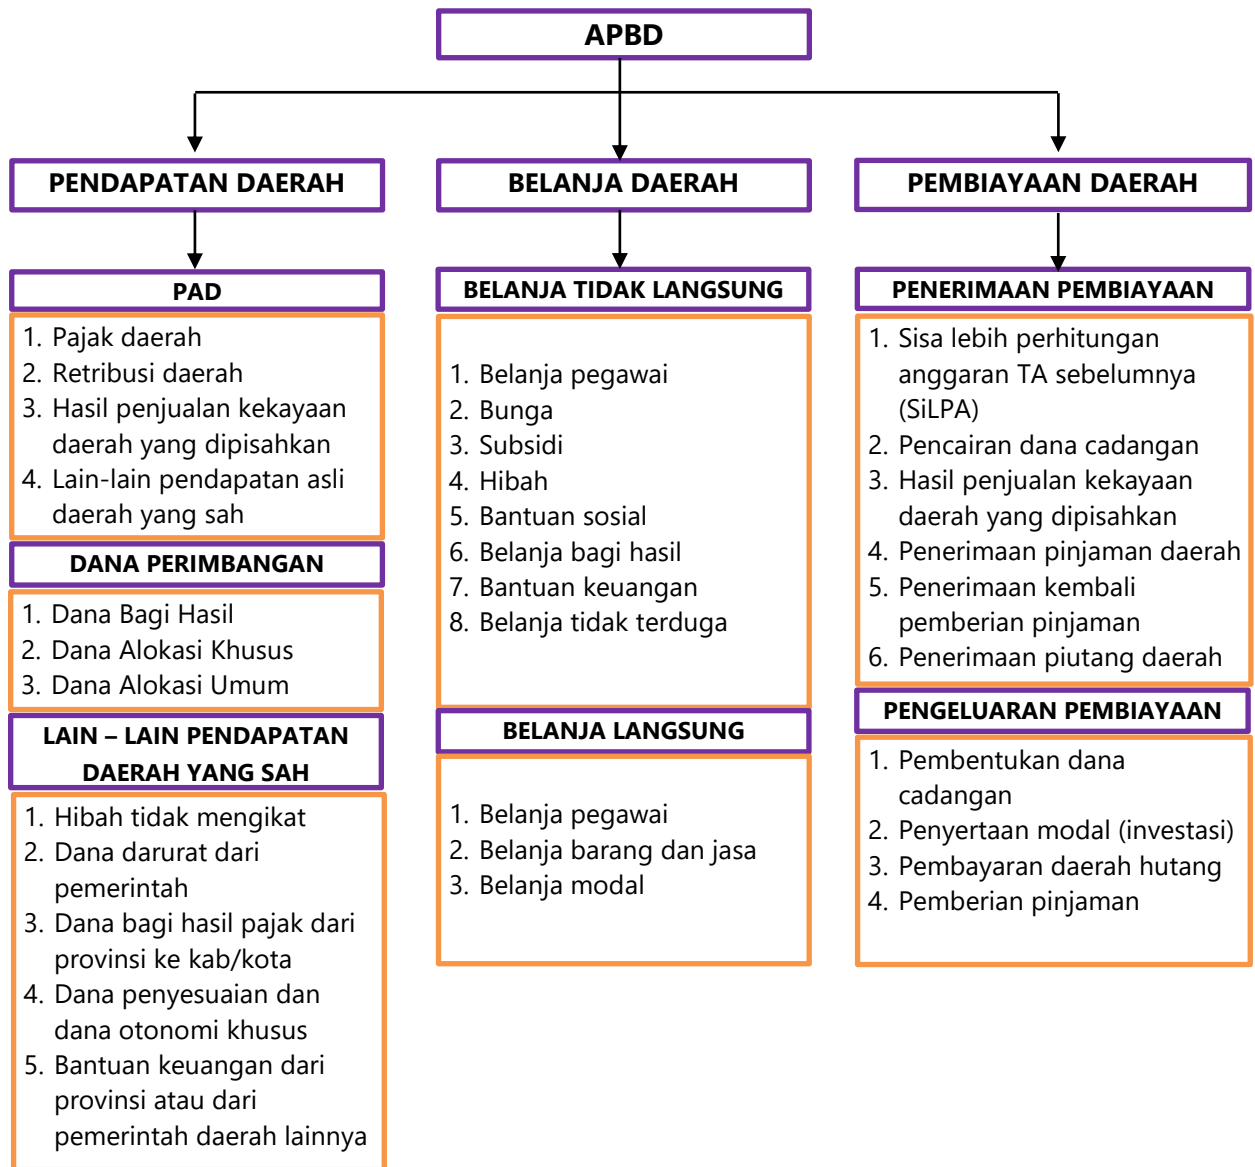 APBD
PENDAPATAN DAERAH
PAD
1. Pajak daerah
2. Retribusi daerah
3. Hasil penjualan kekayaan
daerah yang dipisahkan
4. Lain-lain pendapatan asli
daerah yang sah
DANA PERIMBANGAN
1. Dana Bagi Hasil
2. Dana Alokasi Khusus
3. Dana Alokasi Umum
LAIN – LAIN PENDAPATAN
DAERAH YANG SAH
1. Hibah tidak mengikat
2. Dana darurat dari
pemerintah
3. Dana bagi hasil pajak dari
provinsi ke kab/kota
4. Dana penyesuaian dan
dana otonomi khusus
5. Bantuan keuangan dari
provinsi atau dari
pemerintah daerah lainnya
BELANJA DAERAH
BELANJA TIDAK LANGSUNG
1. Belanja pegawai
2. Bunga
3. Subsidi
4. Hibah
5. Bantuan sosial
6. Belanja bagi hasil
7. Bantuan keuangan
8. Belanja tidak terduga
BELANJA LANGSUNG
1. Belanja pegawai
2. Belanja barang dan jasa
3. Belanja modal
PEMBIAYAAN DAERAH
PENERIMAAN PEMBIAYAAN
1. Sisa lebih perhitungan
anggaran TA sebelumnya
(SiLPA)
2. Pencairan dana cadangan
3. Hasil penjualan kekayaan
daerah yang dipisahkan
4. Penerimaan pinjaman daerah
5. Penerimaan kembali
pemberian pinjaman
6. Penerimaan piutang daerah
PENGELUARAN PEMBIAYAAN
1. Pembentukan dana
cadangan
2. Penyertaan modal (investasi)
3. Pembayaran daerah hutang
4. Pemberian pinjaman